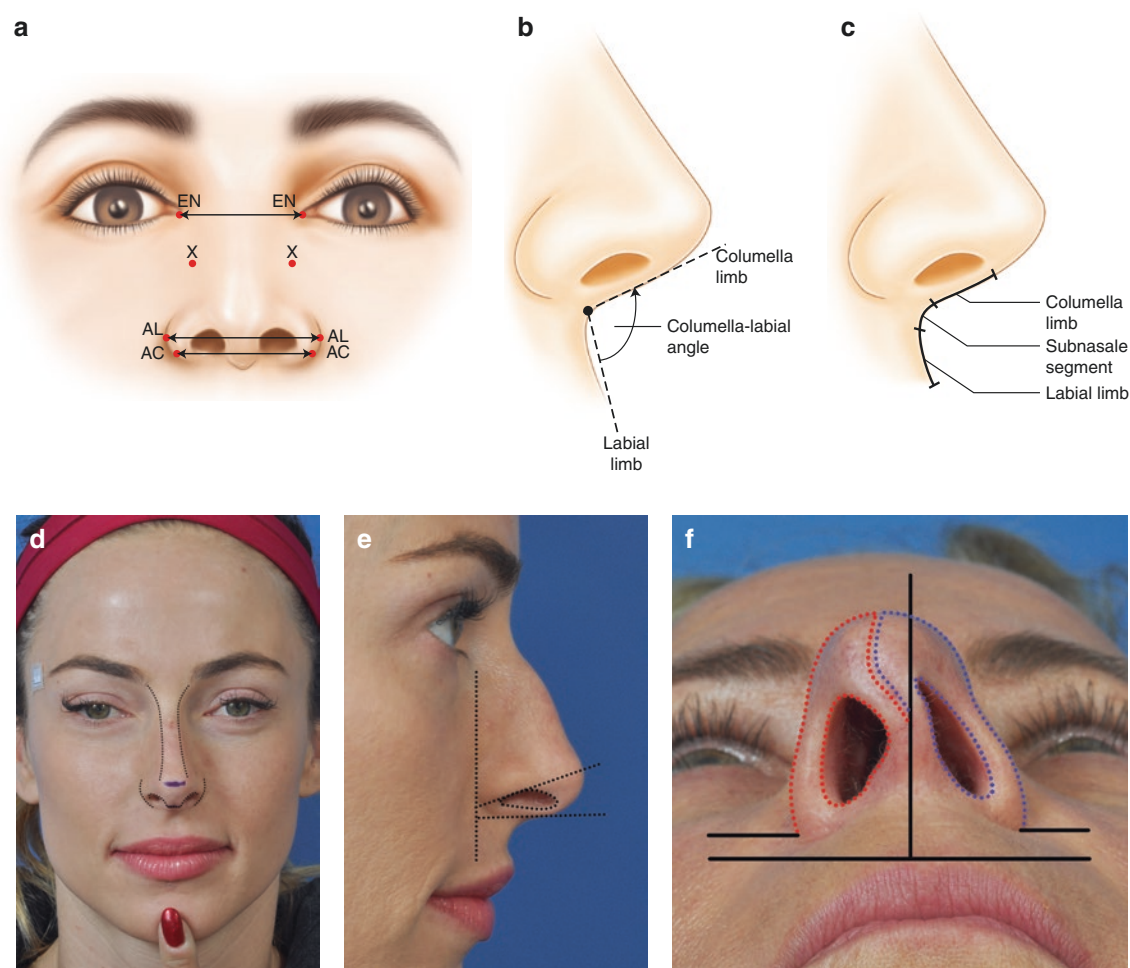 a
EN
EN
X
X
AL
AL
AC
AC
b
Columella
limb
Columella-labial
angle
Labial
limb
c
Columella
limb
Subnasale
segment
Labial limb
d
e
f